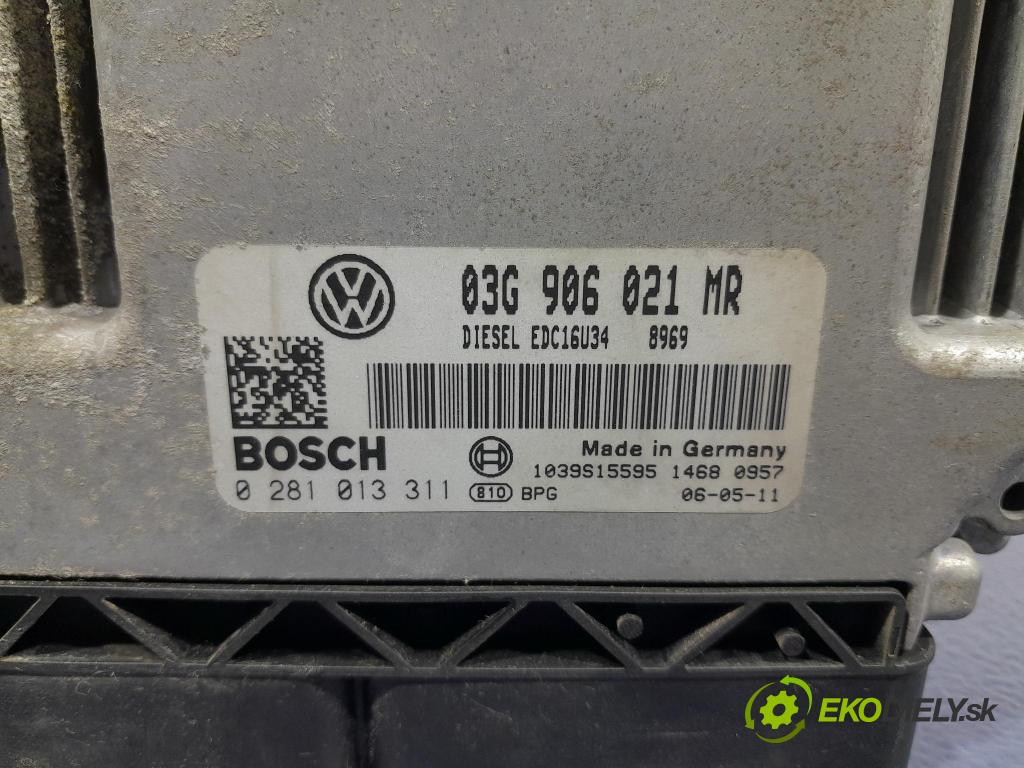 03G 906 021 MR
DIESEL EDC16U34 8969
BOSCH
Made in Germany
1039S15595 1468 0957
0 281 013 311 810 BPG 06-05-11
EKODIELY.sk